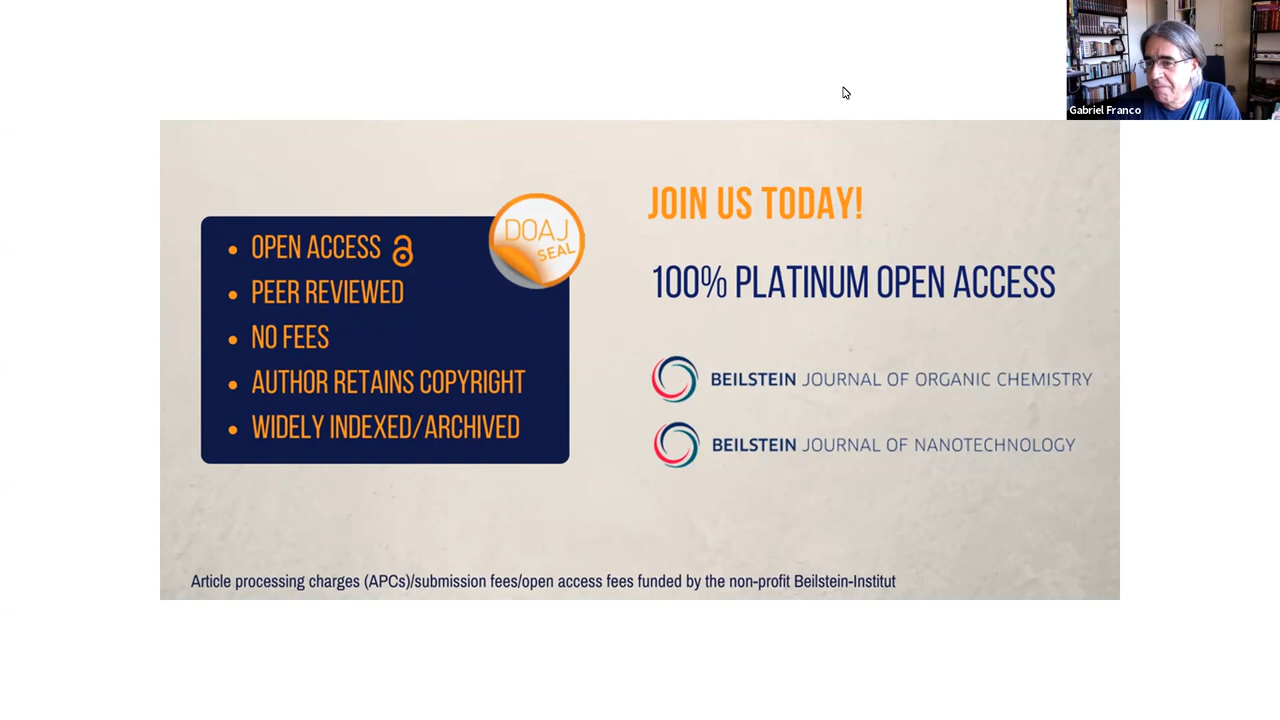 Gabriel Franco
DOAJ
SEAL
• OPEN ACCESS
• PEER REVIEWED
• NO FEES
• AUTHOR RETAINS COPYRIGHT
• WIDELY INDEXED/ARCHIVED
JOIN US TODAY!
100% PLATINUM OPEN ACCESS
BEILSTEIN JOURNAL OF ORGANIC CHEMISTRY
BEILSTEIN JOURNAL OF NANOTECHNOLOGY
Article processing charges (APCs)/submission fees/open access fees funded by the non-profit Beilstein-Institut